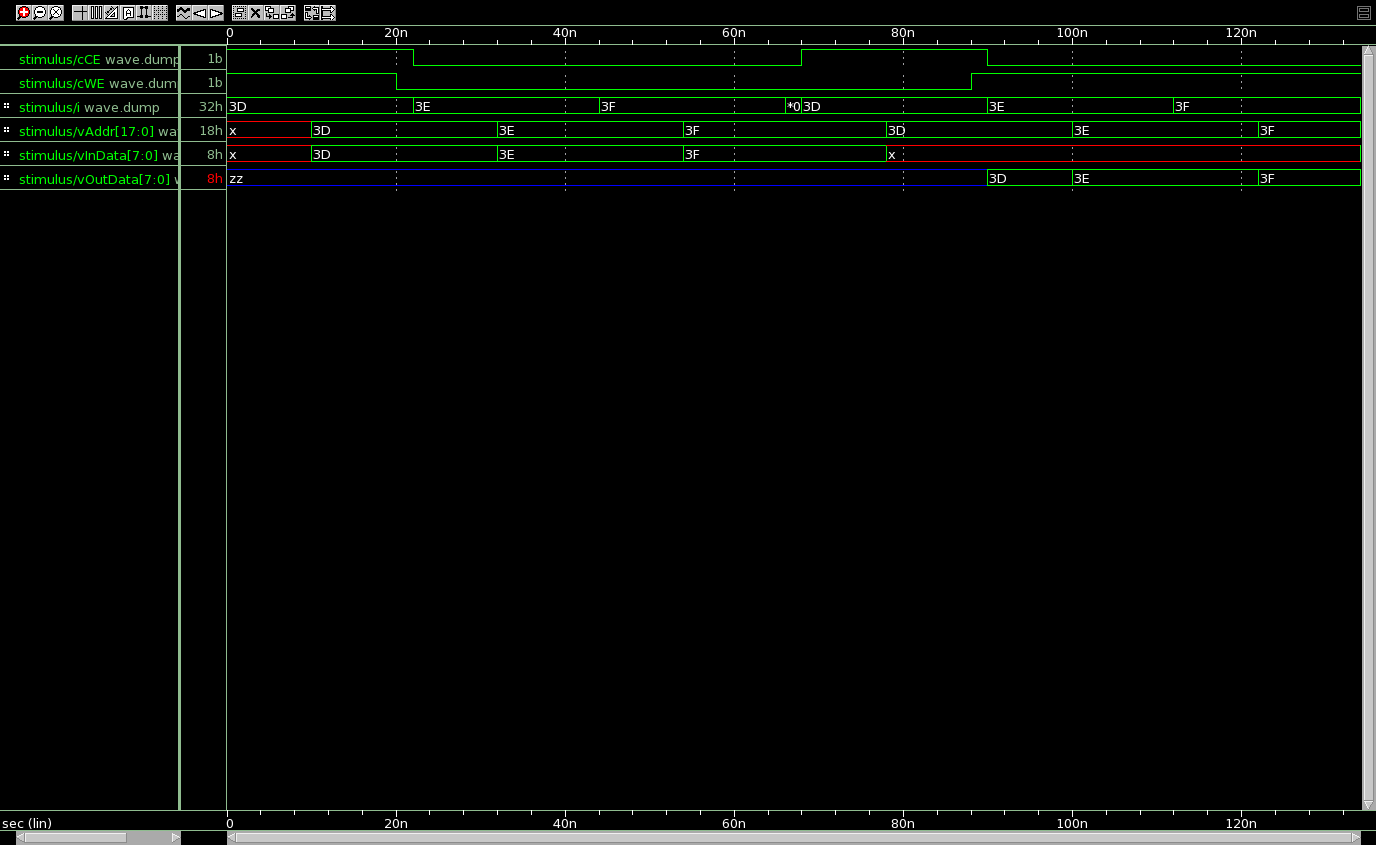 0 20n 40n 60n 80n 100n 120n
stimulus/cCE wave.dump 1b
stimulus/cWE wave.dum 1b
stimulus/i wave.dump 32h 3D 3E 3F *0 3D 3E 3F
stimulus/vAddr[17:0] wa 18h x 3D 3E 3F 3D 3E 3F
stimulus/vInData[7:0] wa 8h x 3D 3E 3F x
stimulus/vOutData[7:0] w 8h zz 3D 3E 3F
sec (lin) 0 20n 40n 60n 80n 100n 120n